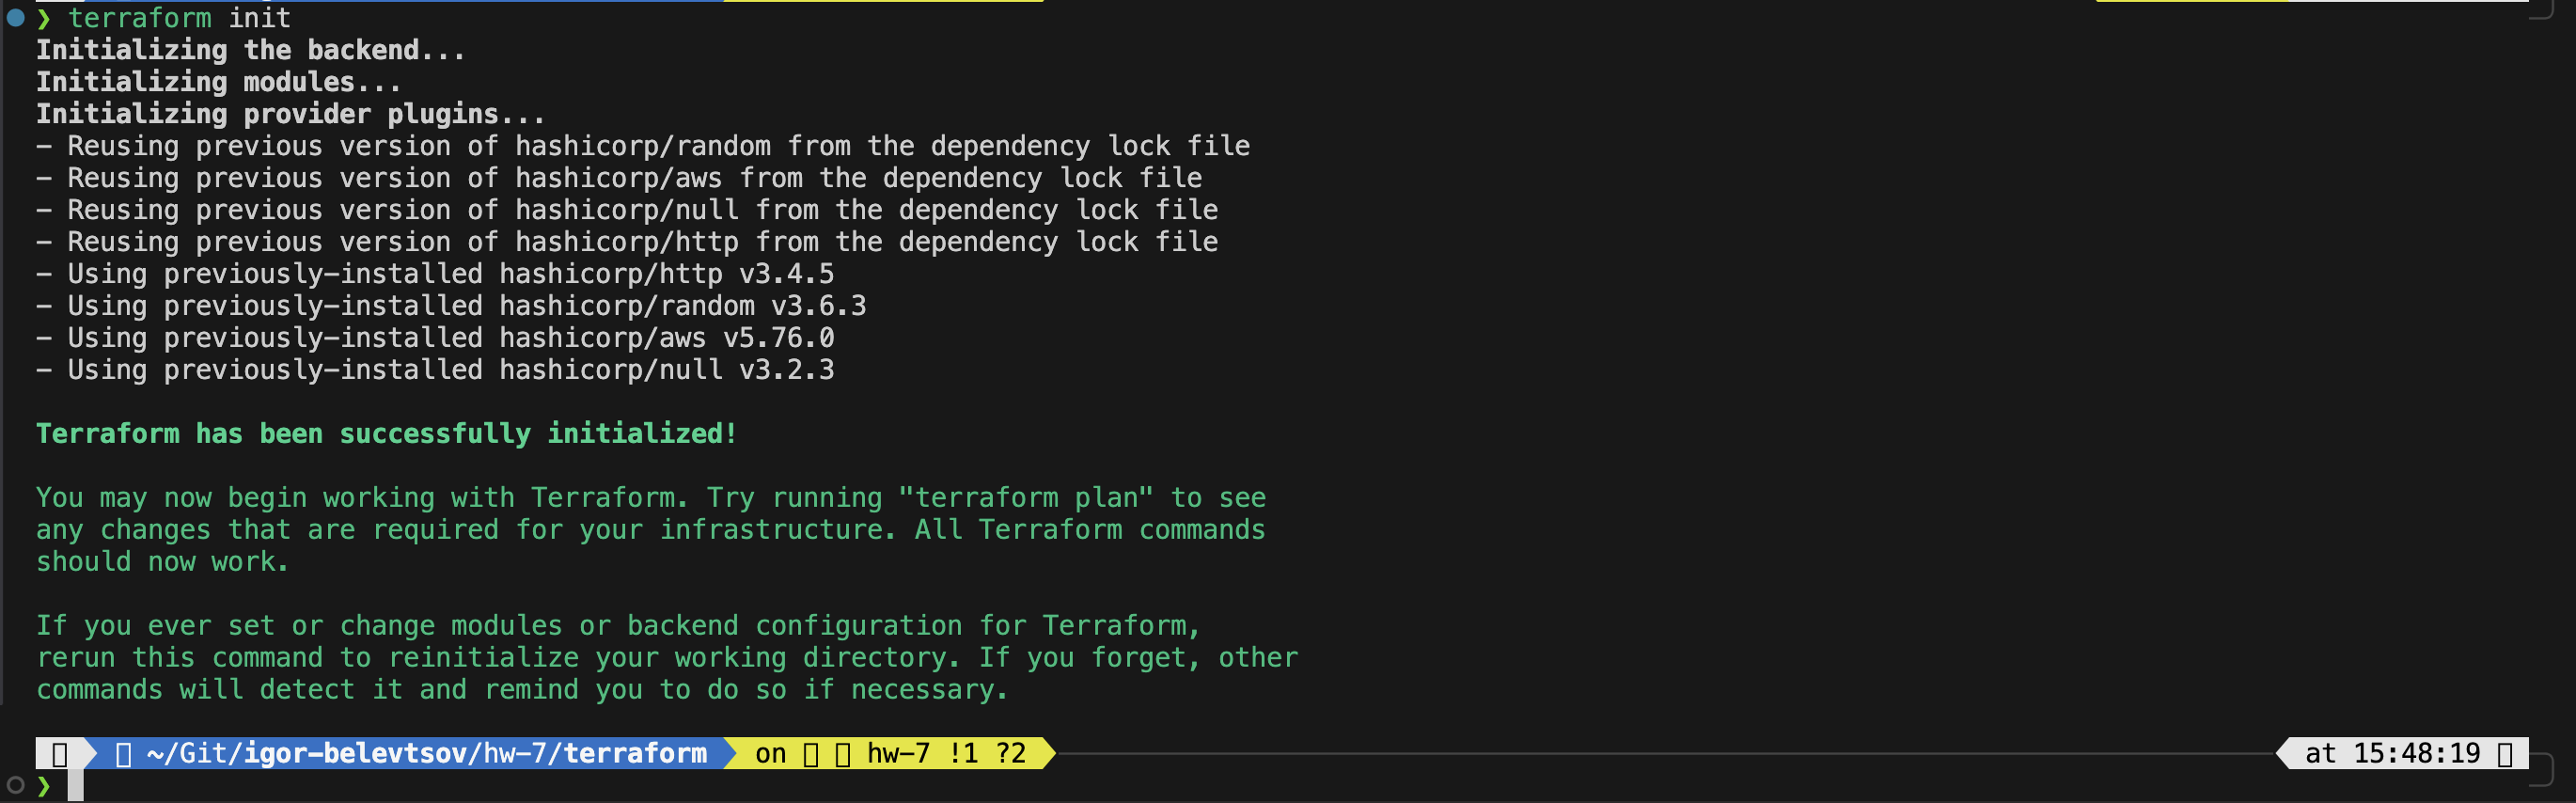 ❯ terraform init
Initializing the backend...
Initializing modules...
Initializing provider plugins...
- Reusing previous version of hashicorp/random from the dependency lock file
- Reusing previous version of hashicorp/aws from the dependency lock file
- Reusing previous version of hashicorp/null from the dependency lock file
- Reusing previous version of hashicorp/http from the dependency lock file
- Using previously-installed hashicorp/http v3.4.5
- Using previously-installed hashicorp/random v3.6.3
- Using previously-installed hashicorp/aws v5.76.0
- Using previously-installed hashicorp/null v3.2.3
Terraform has been successfully initialized!
You may now begin working with Terraform. Try running "terraform plan" to see
any changes that are required for your infrastructure. All Terraform commands
should now work.
If you ever set or change modules or backend configuration for Terraform,
rerun this command to reinitialize your working directory. If you forget, other
commands will detect it and remind you to do so if necessary.
~/Git/igor-belevtsov/hw-7/terraform on hw-7 !1 ?2 at 15:48:19
❯